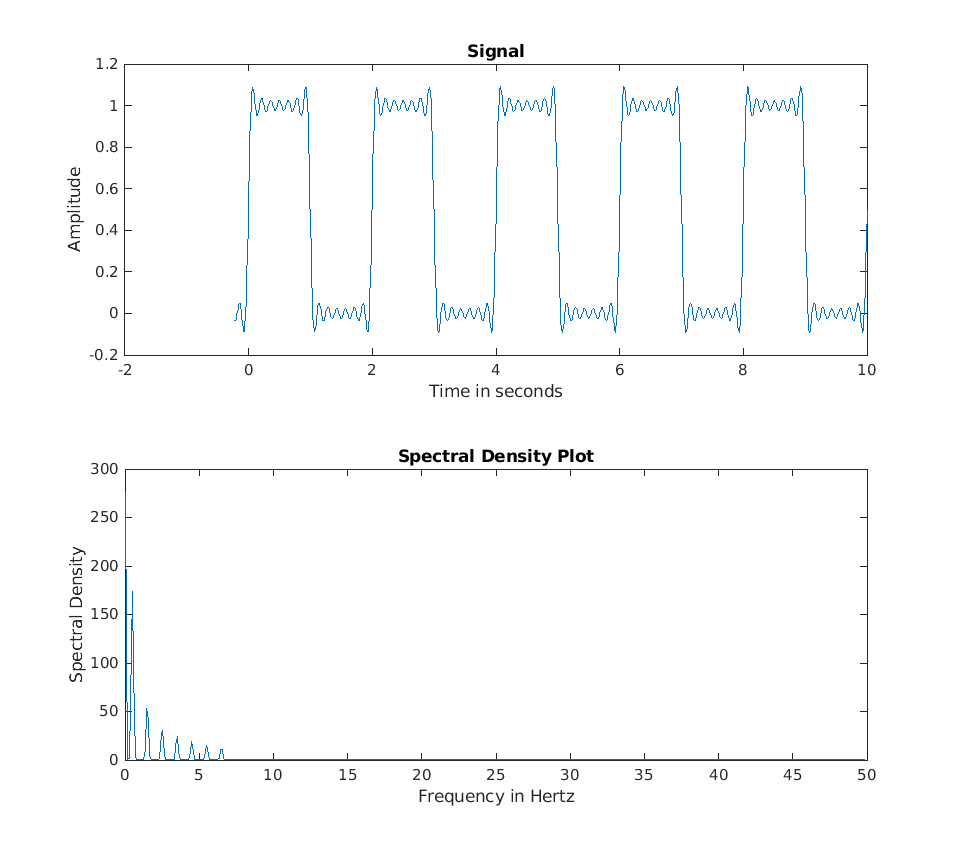 Signal
1.2
1
0.8
0.6
0.4
0.2
0
-0.2
Amplitude
-2 0 2 4 6 8 10
Time in seconds
Spectral Density Plot
300
250
200
150
100
50
0
Spectral Density
0 5 10 15 20 25 30 35 40 45 50
Frequency in Hertz